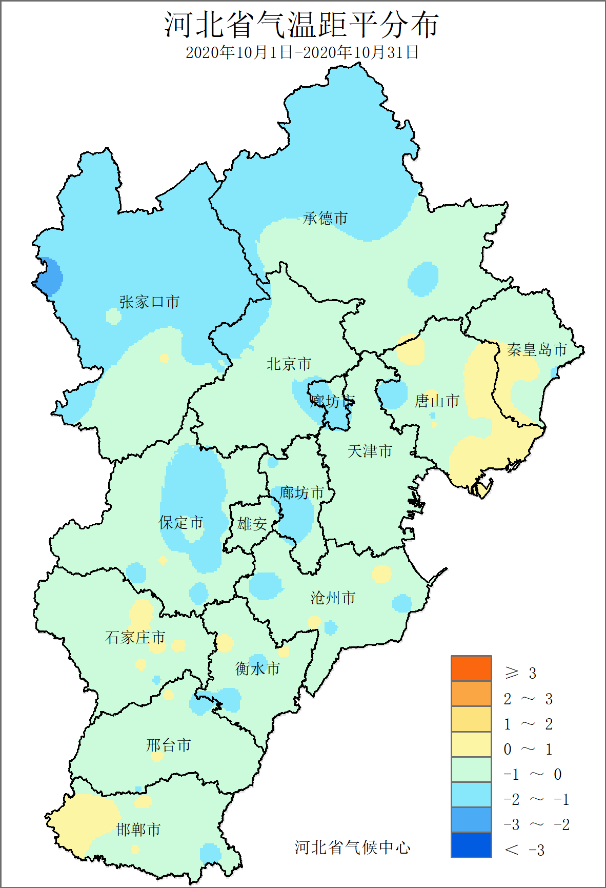 河北省气温距平分布
2020年10月1日-2020年10月31日
承德市
张家口市
秦皇岛市
北京市
廊坊市
唐山市
天津市
廊坊市
保定市
雄安
沧州市
石家庄市
衡水市
邢台市
邯郸市
河北省气候中心
≥ 3
2 ~ 3
1 ~ 2
0 ~ 1
-1 ~ 0
-2 ~ -1
-3 ~ -2
< -3